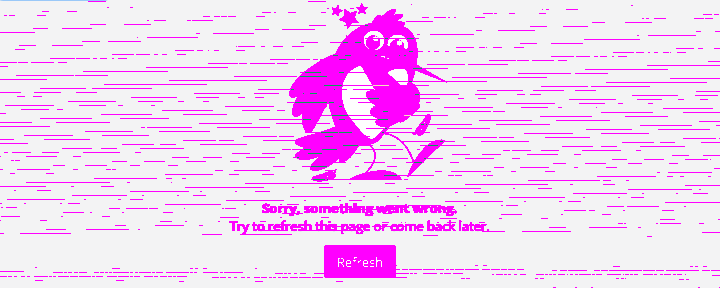 Sorry, something went wrong.
Try to refresh this page or come back later.
Refresh